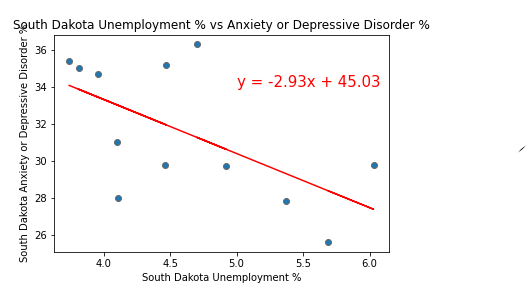 South Dakota Unemployment % vs Anxiety or Depressive Disorder %
South Dakota Anxiety or Depressive Disorder %
36
34
32
30
28
26
y = -2.93x + 45.03
4.0 4.5 5.0 5.5 6.0
South Dakota Unemployment %